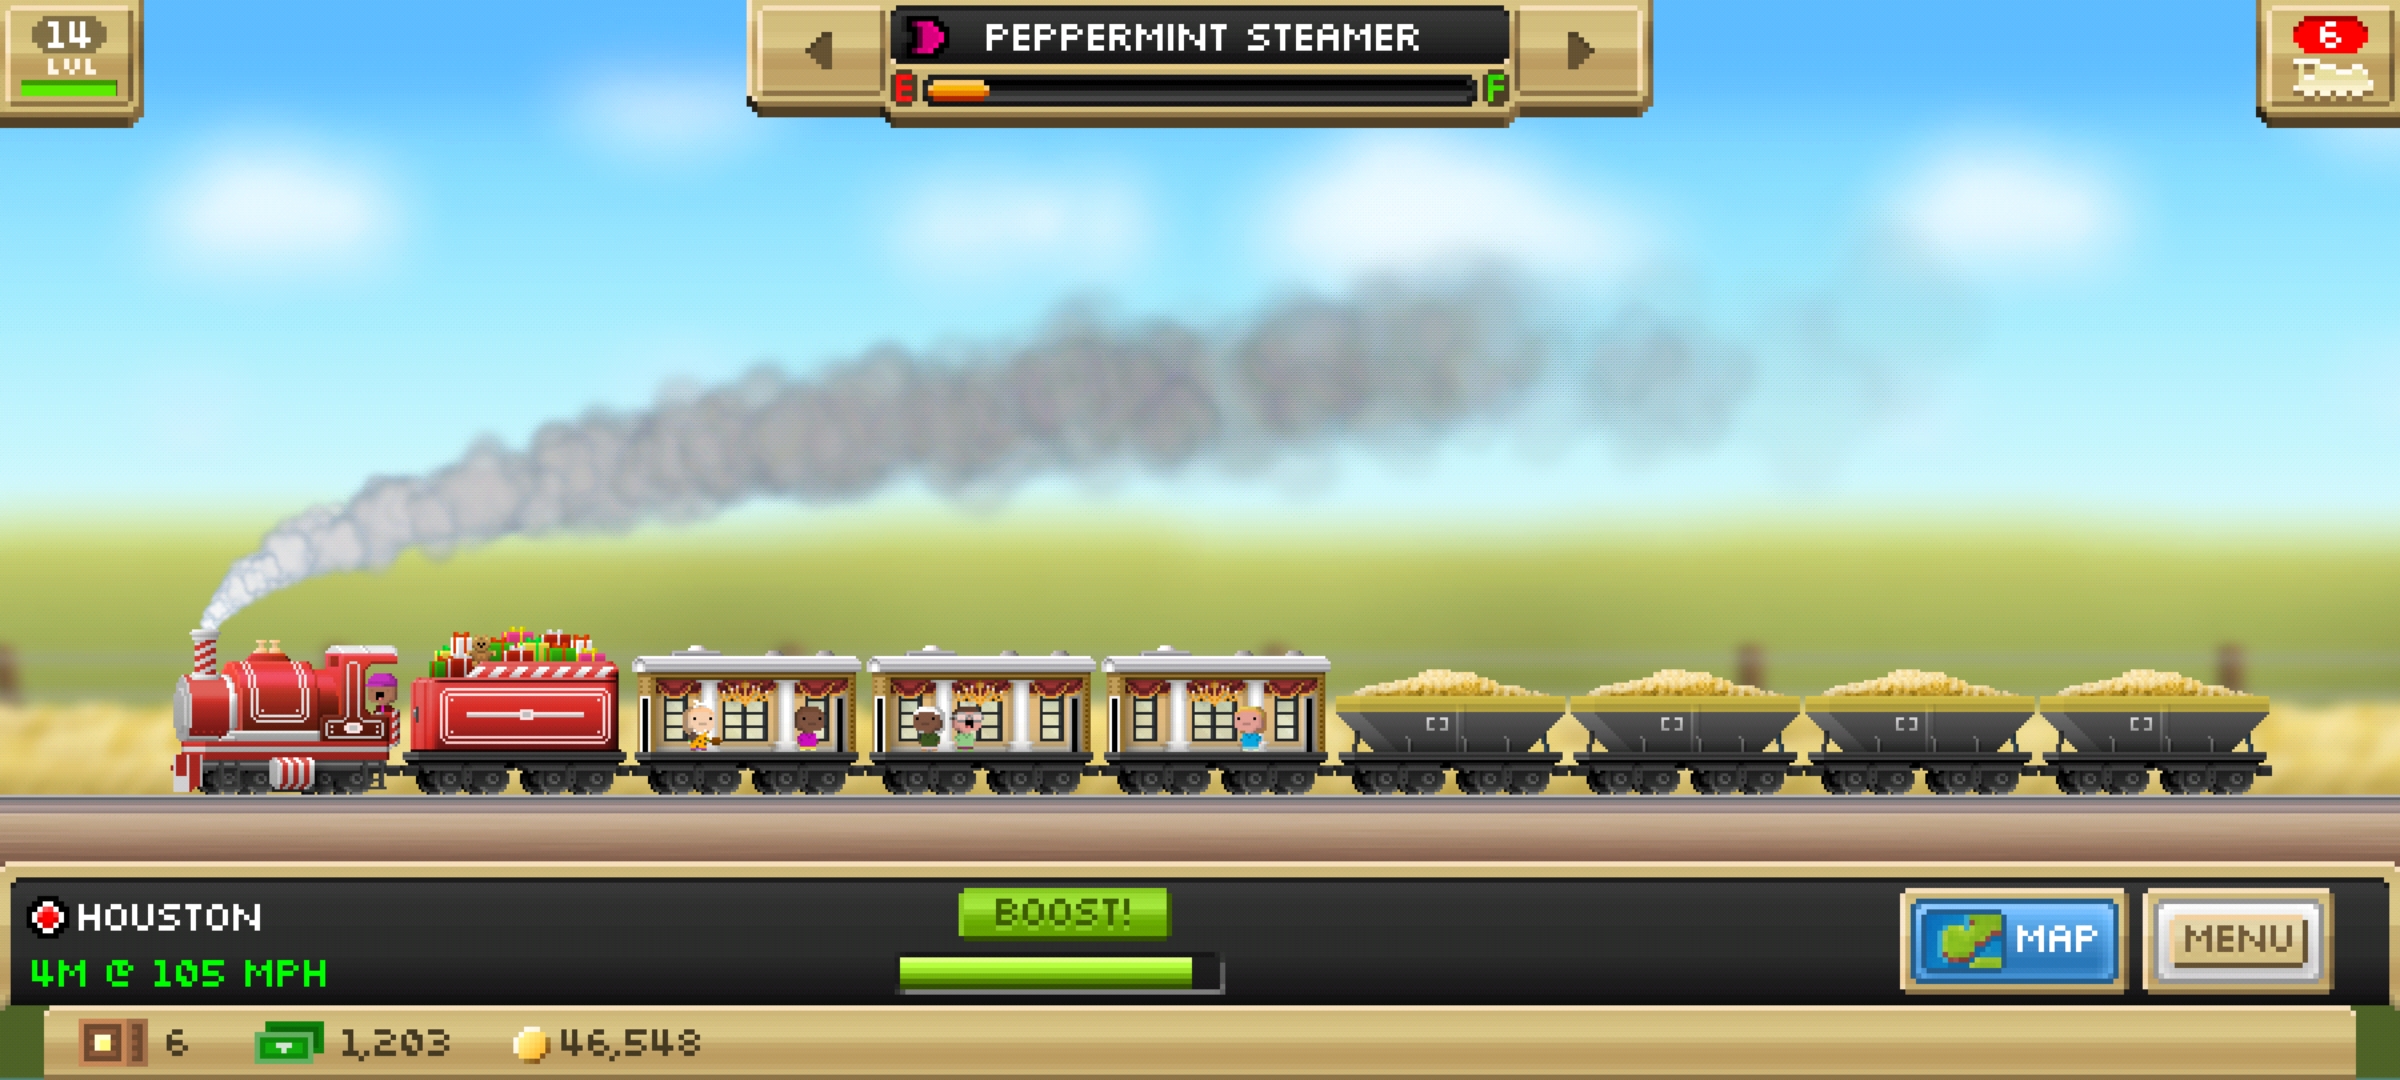 14
LVL
PEPPERMINT STEAMER
E F
6
HOUSTON
4M @ 105 MPH
BOOST!
MAP
MENU
6 1,203 46,548